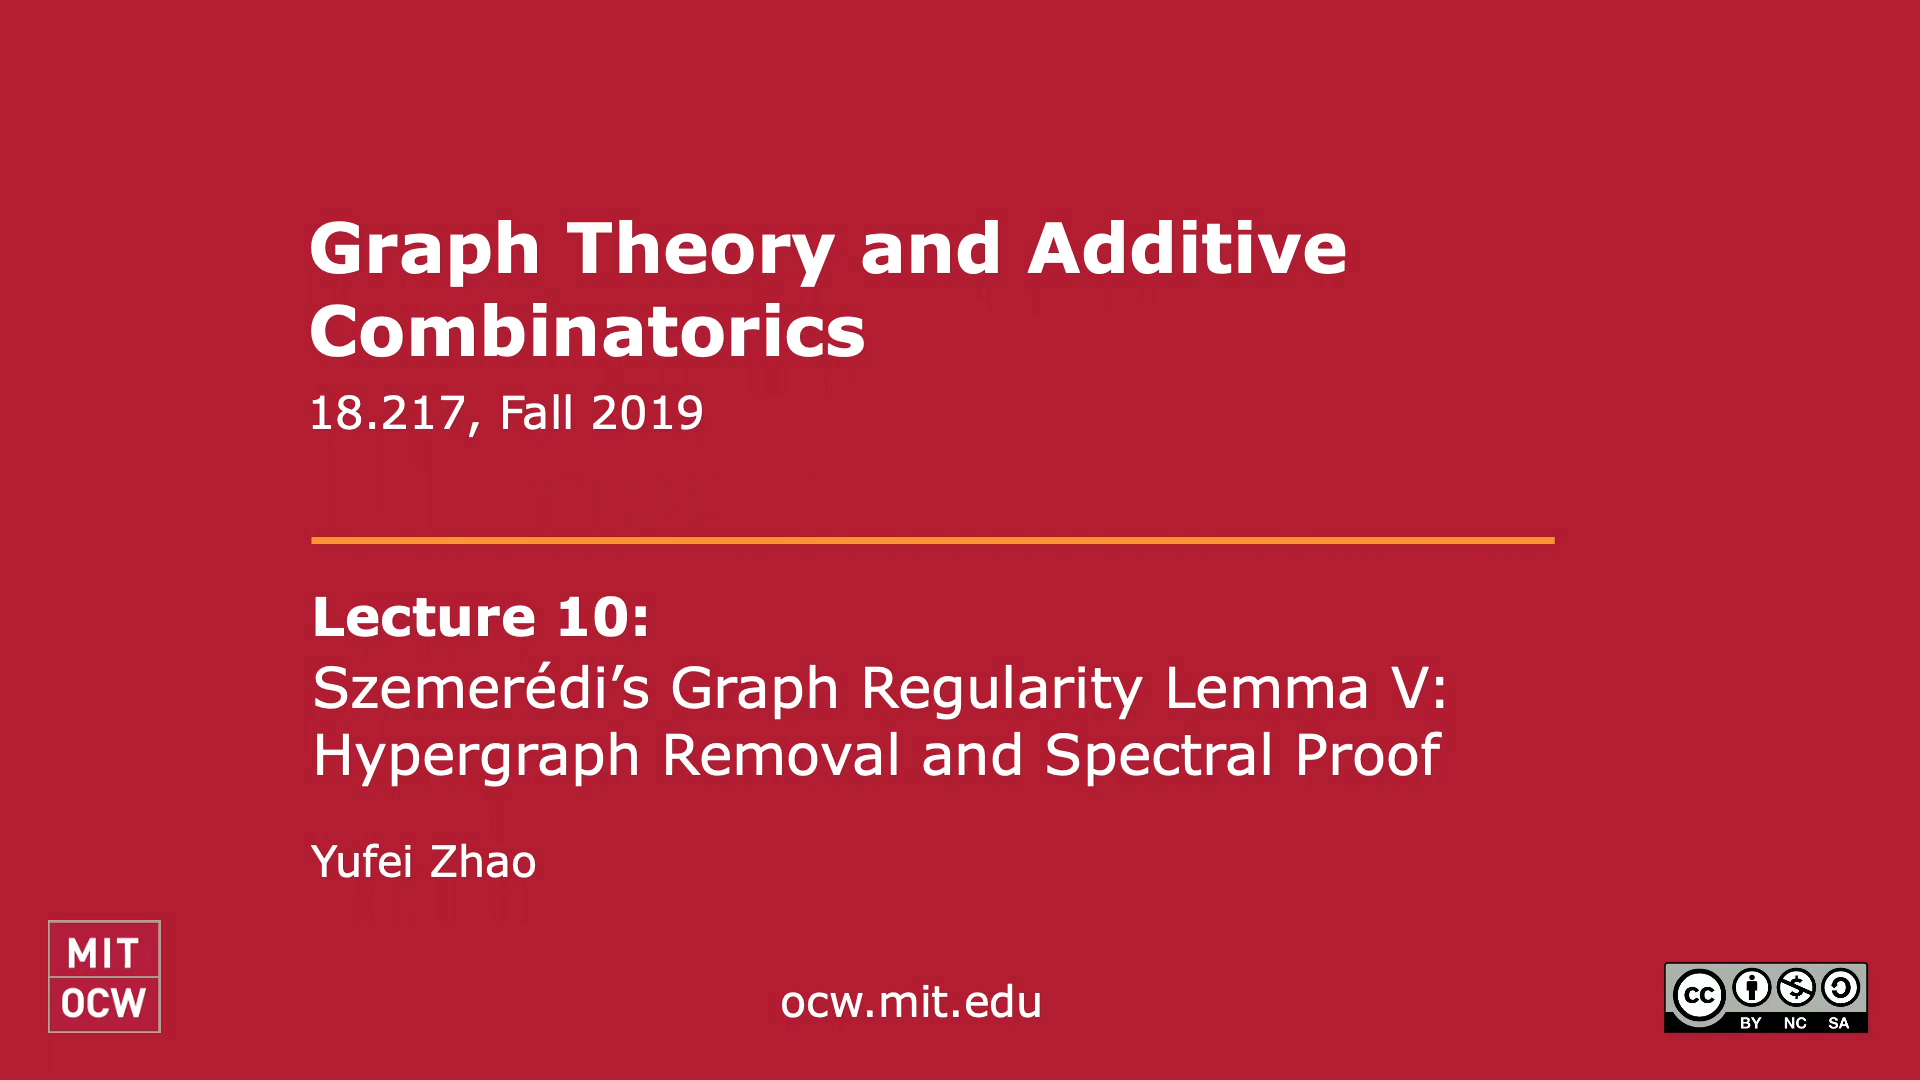 Graph Theory and Additive
Combinatorics
18.217, Fall 2019
Lecture 10:
Szemerédi’s Graph Regularity Lemma V:
Hypergraph Removal and Spectral Proof
Yufei Zhao
MIT
OCW
ocw.mit.edu
cc
BY NC SA